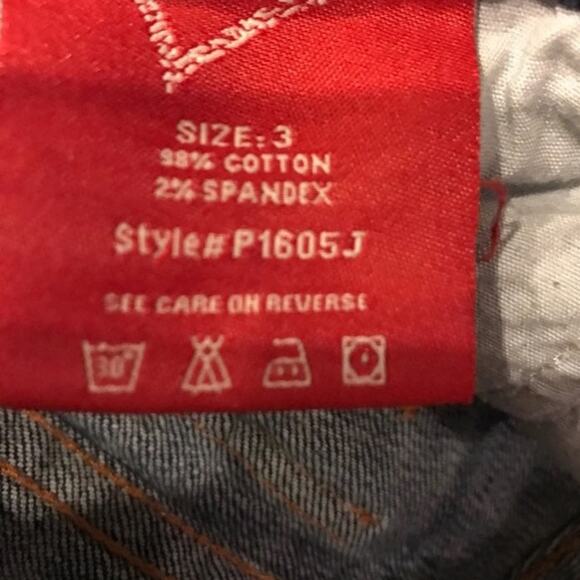 SIZE: 3
98% COTTON
2% SPANDEX
Style# P1605J
SEE CARE ON REVERSE
30°